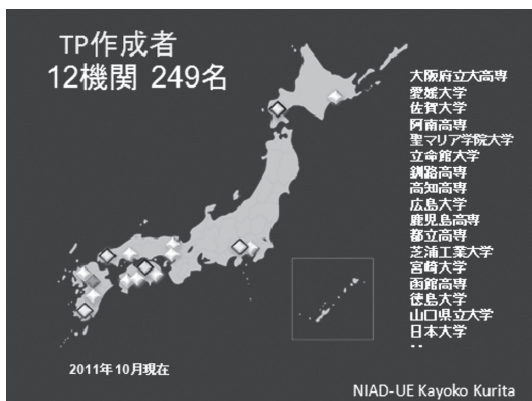 TP作成者
12機関 249名
大阪府立大高専
愛媛大学
佐賀大学
阿南高専
聖マリア学院大学
立命館大学
釧路高専
高知高専
広島大学
鹿児島高専
都立高専
芝浦工業大学
宮崎大学
函館高専
徳島大学
山口県立大学
日本大学
..
2011年10月現在
NIAD-UE Kayoko Kurita